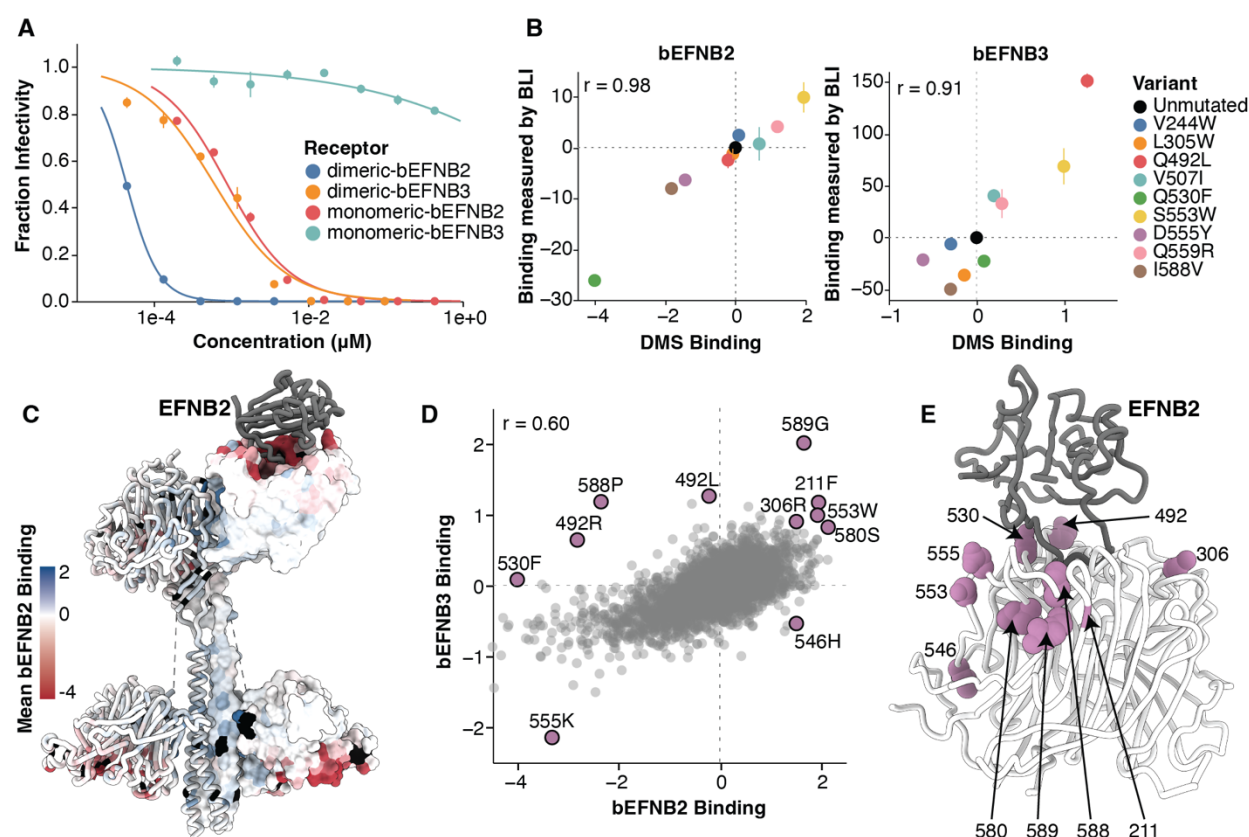 A
Fraction Infectivity
1.0
0.8
0.6
0.4
0.2
0.0
1e-4
1e-2
1e+0
Concentration (μM)
Receptor
dimeric-bEFNB2
dimeric-bEFNB3
monomeric-bEFNB2
monomeric-bEFNB3
B
bEFNB2
r = 0.98
Binding measured by BLI
10
0
−10
−20
−30
−4
−2
0
2
DMS Binding
bEFNB3
r = 0.91
Binding measured by BLI
150
100
50
0
−50
−1
0
1
DMS Binding
Variant
Unmutated
V244W
L305W
Q492L
V507I
Q530F
S553W
D555Y
Q559R
I588V
C
EFNB2
Mean bEFNB2 Binding
2
0
-4
D
r = 0.60
bEFNB3 Binding
2
1
0
−1
−2
−4
−2
0
2
bEFNB2 Binding
589G
588P
492L
211F
492R
306R
553W
580S
530F
546H
555K
E
EFNB2
530
492
555
306
553
546
580
589
588
211